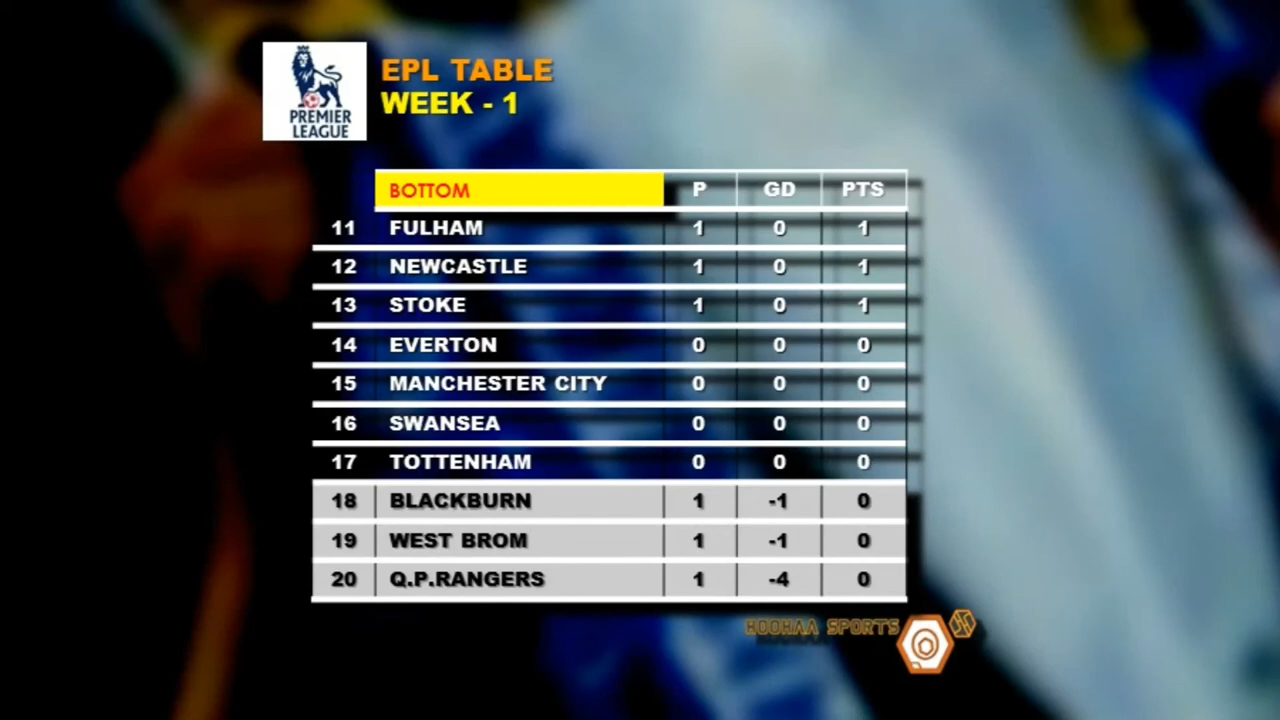 PREMIER
LEAGUE
EPL TABLE
WEEK - 1
BOTTOM P GD PTS
11 FULHAM 1 0 1
12 NEWCASTLE 1 0 1
13 STOKE 1 0 1
14 EVERTON 0 0 0
15 MANCHESTER CITY 0 0 0
16 SWANSEA 0 0 0
17 TOTTENHAM 0 0 0
18 BLACKBURN 1 -1 0
19 WEST BROM 1 -1 0
20 Q.P.RANGERS 1 -4 0
HOOHAA SPORTS